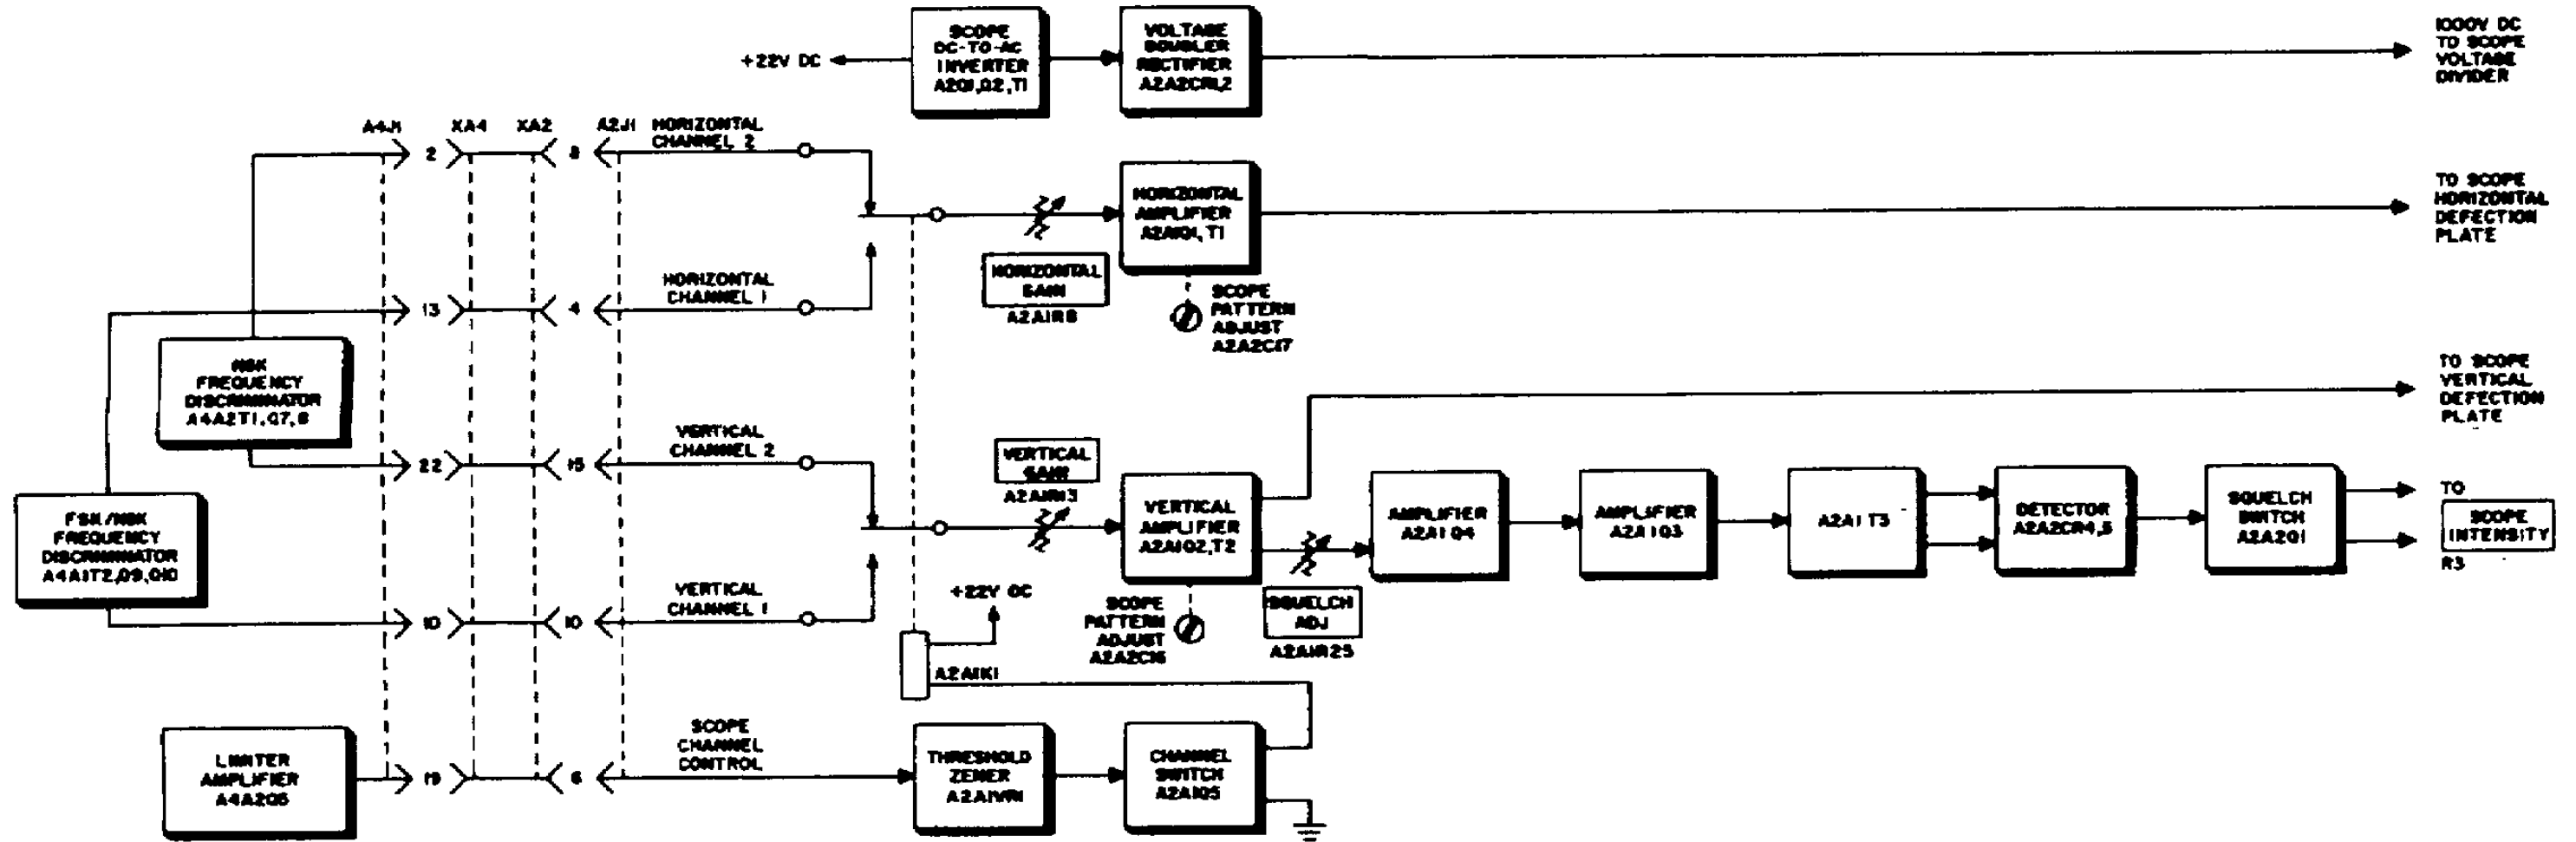 SCOPE
DC-TO-AC
INVERTER
A2Q1,Q2,T1
VOLTAGE
DOUBLER
RECTIFIER
A2A2CR1,2
+22V DC
1000V DC
TO SCOPE
VOLTAGE
DIVIDER
A4J1
XA4
XA2
A2J1
HORIZONTAL
CHANNEL 2
2
HORIZONTAL
AMPLIFIER
A2A1Q1,T1
TO SCOPE
HORIZONTAL
DEFECTION
PLATE
HORIZONTAL
GAIN
A2A1R8
SCOPE
PATTERN
ADJUST
A2A2C17
HORIZONTAL
CHANNEL 1
13
4
NSK
FREQUENCY
DISCRIMINATOR
A4A2T1,Q7,8
TO SCOPE
VERTICAL
DEFECTION
PLATE
VERTICAL
CHANNEL 2
22
15
VERTICAL
GAIN
A2A1R13
VERTICAL
AMPLIFIER
A2A1Q2,T2
AMPLIFIER
A2A1Q4
AMPLIFIER
A2A1Q3
A2A1T3
DETECTOR
A2A2CR4,5
SQUELCH
SWITCH
A2A2Q1
TO
SCOPE
INTENSITY
R3
FSK/NSK
FREQUENCY
DISCRIMINATOR
A4A1T2,Q9,Q10
VERTICAL
CHANNEL 1
10
10
+22V DC
SCOPE
PATTERN
ADJUST
A2A2C16
SQUELCH
ADJ
A2A1R25
A2A1K1
LIMITER
AMPLIFIER
A4A2Q6
19
6
SCOPE
CHANNEL
CONTROL
THRESHOLD
ZENER
A2A1VR1
CHANNEL
SWITCH
A2A1Q5